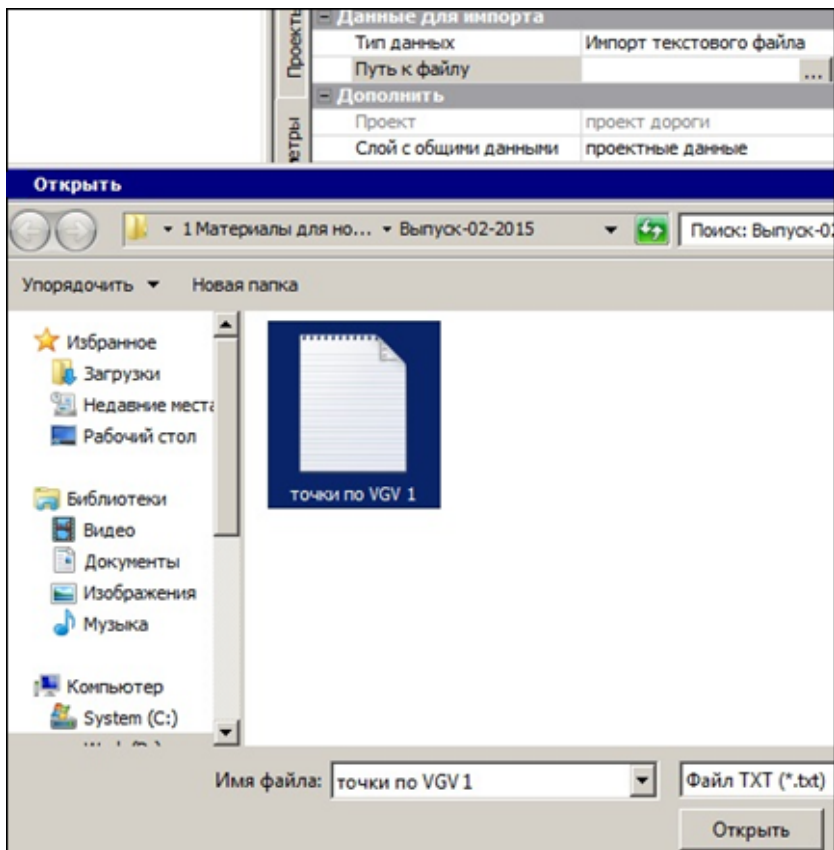 Проекты
Данные для импорта
Тип данных Импорт текстового файла
Путь к файлу ...
Дополнить
Проект проект дороги
Слой с общими данными проектные данные
Открыть
1 Материалы для но... Выпуск-02-2015 Поиск: Выпуск-02
Упорядочить Новая папка
Избранное
Загрузки
Недавние места
Рабочий стол
точки по VGV 1
Библиотеки
Видео
Документы
Изображения
Музыка
Компьютер
System (C:)
Имя файла: точки по VGV 1 Файл TXT (*.txt)
Открыть